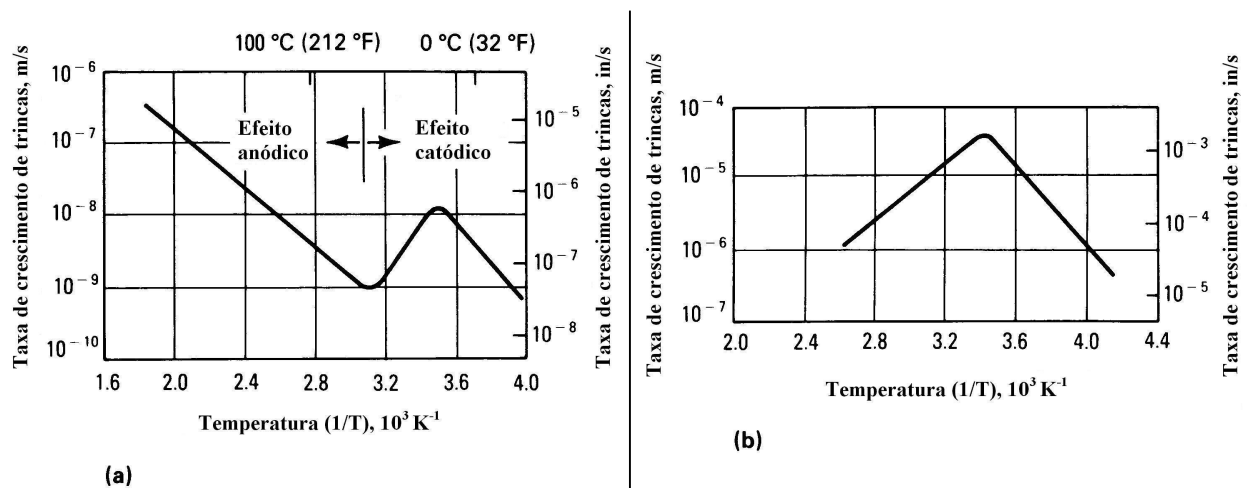 100 °C (212 °F) 0 °C (32 °F)
Taxa de crescimento de trincas, m/s
10⁻⁶
10⁻⁷
10⁻⁸
10⁻⁹
10⁻¹⁰
Efeito anódico
Efeito catódico
10⁻⁵
10⁻⁶
10⁻⁷
10⁻⁸
Taxa de crescimento de trincas, in/s
1.6 2.0 2.4 2.8 3.2 3.6 4.0
Temperatura (1/T), 10³ K⁻¹
(a)
Taxa de crescimento de trincas, m/s
10⁻⁴
10⁻⁵
10⁻⁶
10⁻⁷
10⁻³
10⁻⁴
10⁻⁵
Taxa de crescimento de trincas, in/s
2.0 2.4 2.8 3.2 3.6 4.0 4.4
Temperatura (1/T), 10³ K⁻¹
(b)